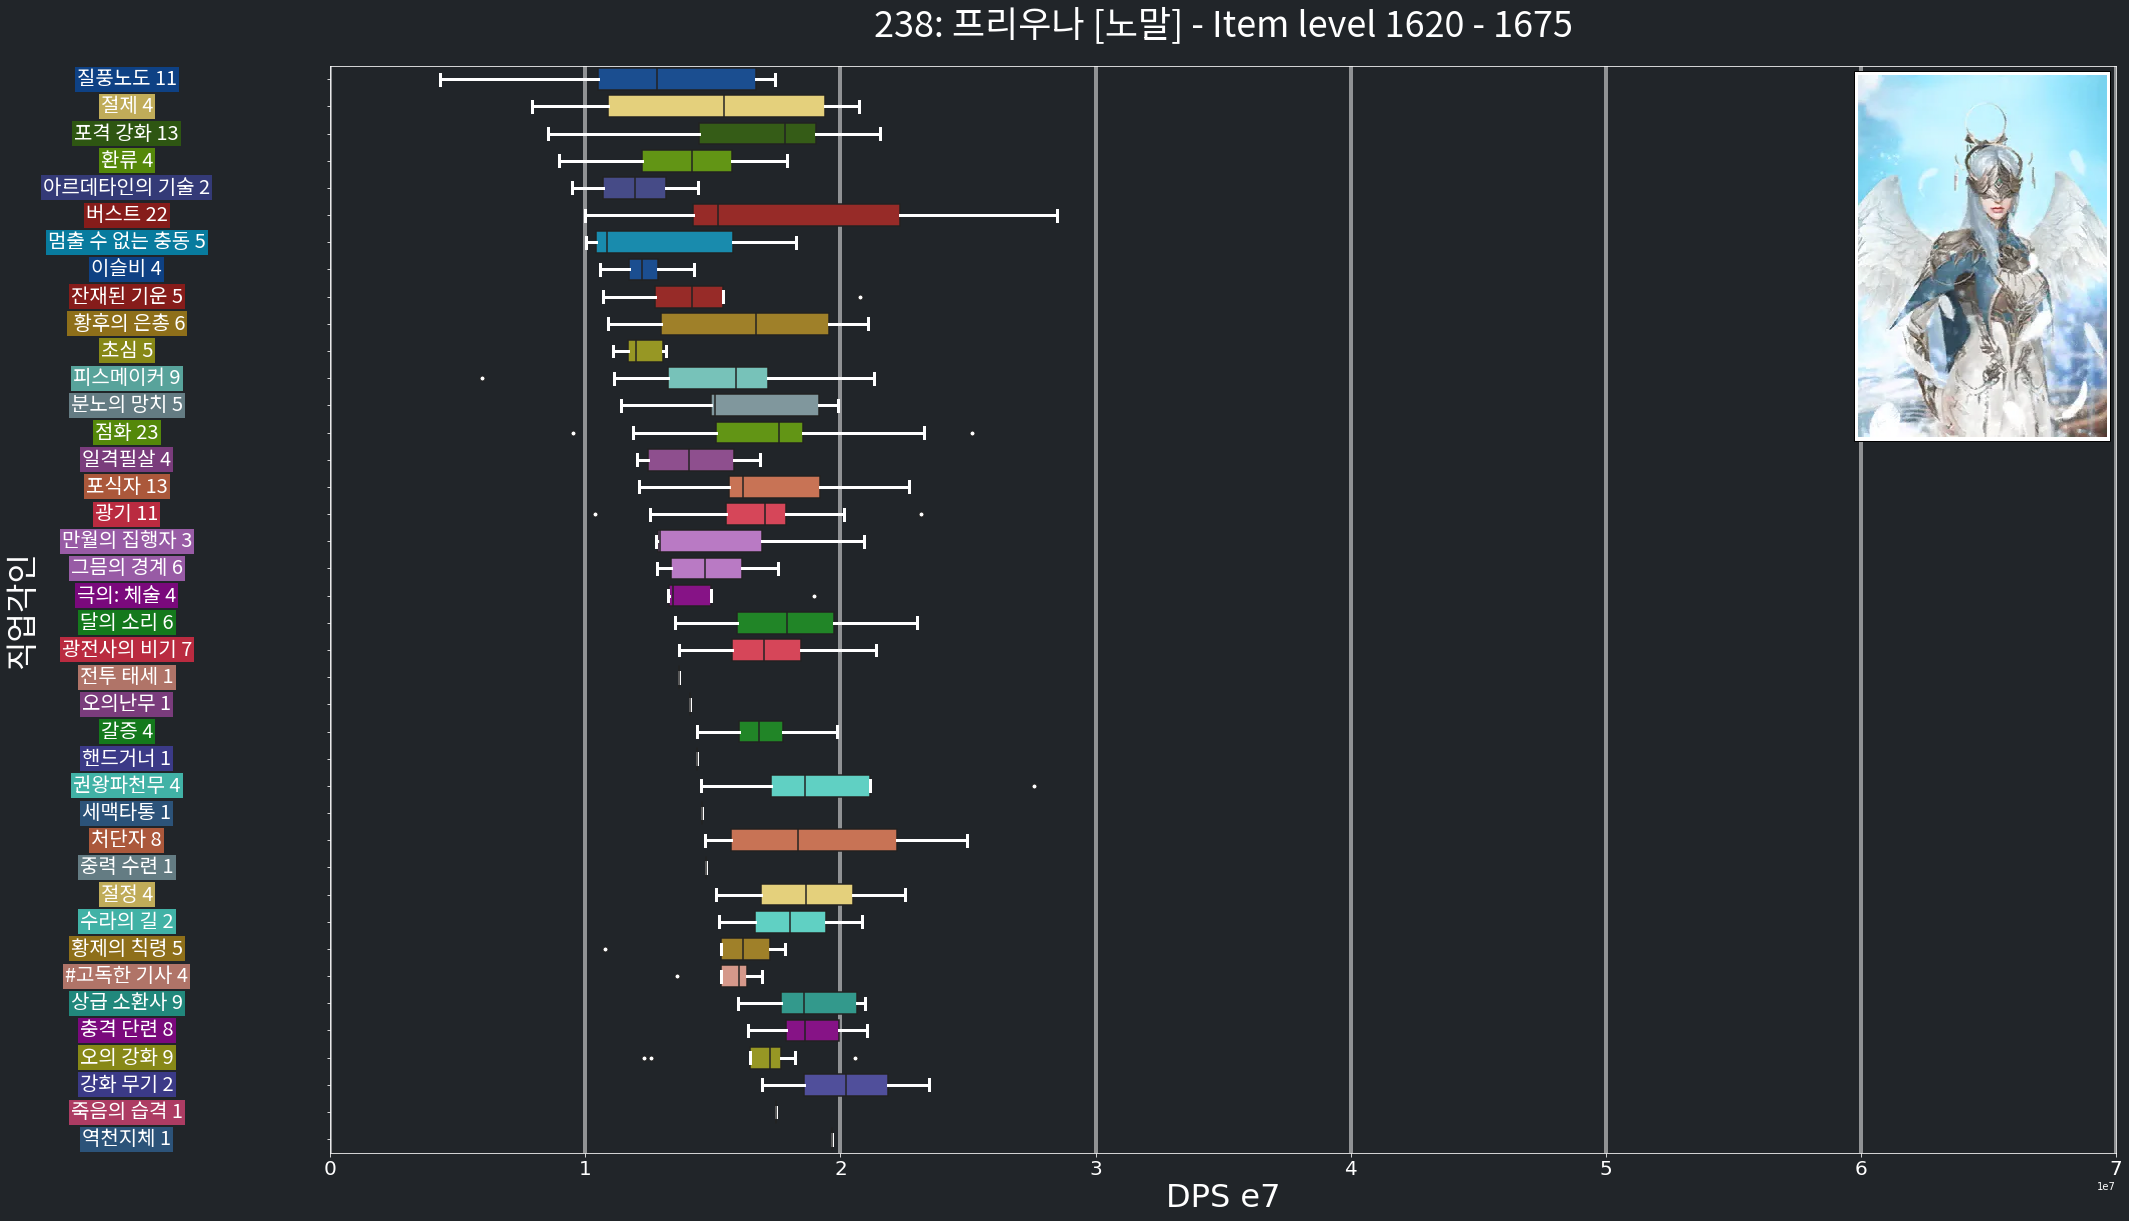 238: 프리우나 [노말] - Item level 1620 - 1675
직업각인
질풍노도 11
절제 4
포격 강화 13
환류 4
아르데타인의 기술 2
버스트 22
멈출 수 없는 충동 5
이슬비 4
잔재된 기운 5
황후의 은총 6
초심 5
피스메이커 9
분노의 망치 5
점화 23
일격필살 4
포식자 13
광기 11
만월의 집행자 3
그믐의 경계 6
극의: 체술 4
달의 소리 6
광전사의 비기 7
전투 태세 1
오의난무 1
갈증 4
핸드거너 1
권왕파천무 4
세맥타통 1
처단자 8
중력 수련 1
절정 4
수라의 길 2
황제의 칙령 5
#고독한 기사 4
상급 소환사 9
충격 단련 8
오의 강화 9
강화 무기 2
죽음의 습격 1
역천지체 1
0 1 2 3 4 5 6 7
1e7
DPS e7